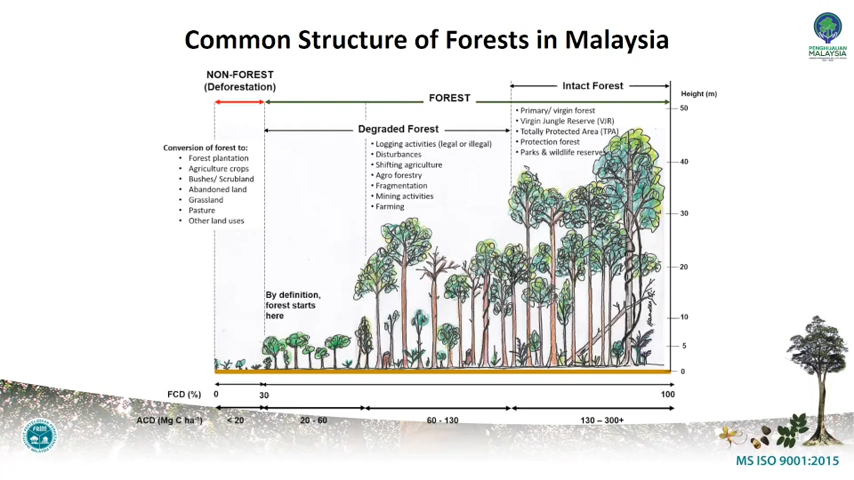 Common Structure of Forests in Malaysia
PENGHIJAUAN
MALAYSIA
NON-FOREST
(Deforestation)
FOREST
Intact Forest
Height (m)
Degraded Forest
• Primary/ virgin forest
• Virgin Jungle Reserve (VJR)
• Totally Protected Area (TPA)
• Protection forest
• Parks & wildlife reserve
Conversion of forest to:
• Forest plantation
• Agriculture crops
• Bushes/ Scrubland
• Abandoned land
• Grassland
• Pasture
• Other land uses
• Logging activities (legal or illegal)
• Disturbances
• Shifting agriculture
• Agro forestry
• Fragmentation
• Mining activities
• Farming
By definition,
forest starts
here
50
40
30
20
10
5
0
FCD (%) 0 30 100
ACD (Mg C ha⁻¹) < 20 20 - 60 60 - 130 130 – 300+
FRIM
MS ISO 9001:2015